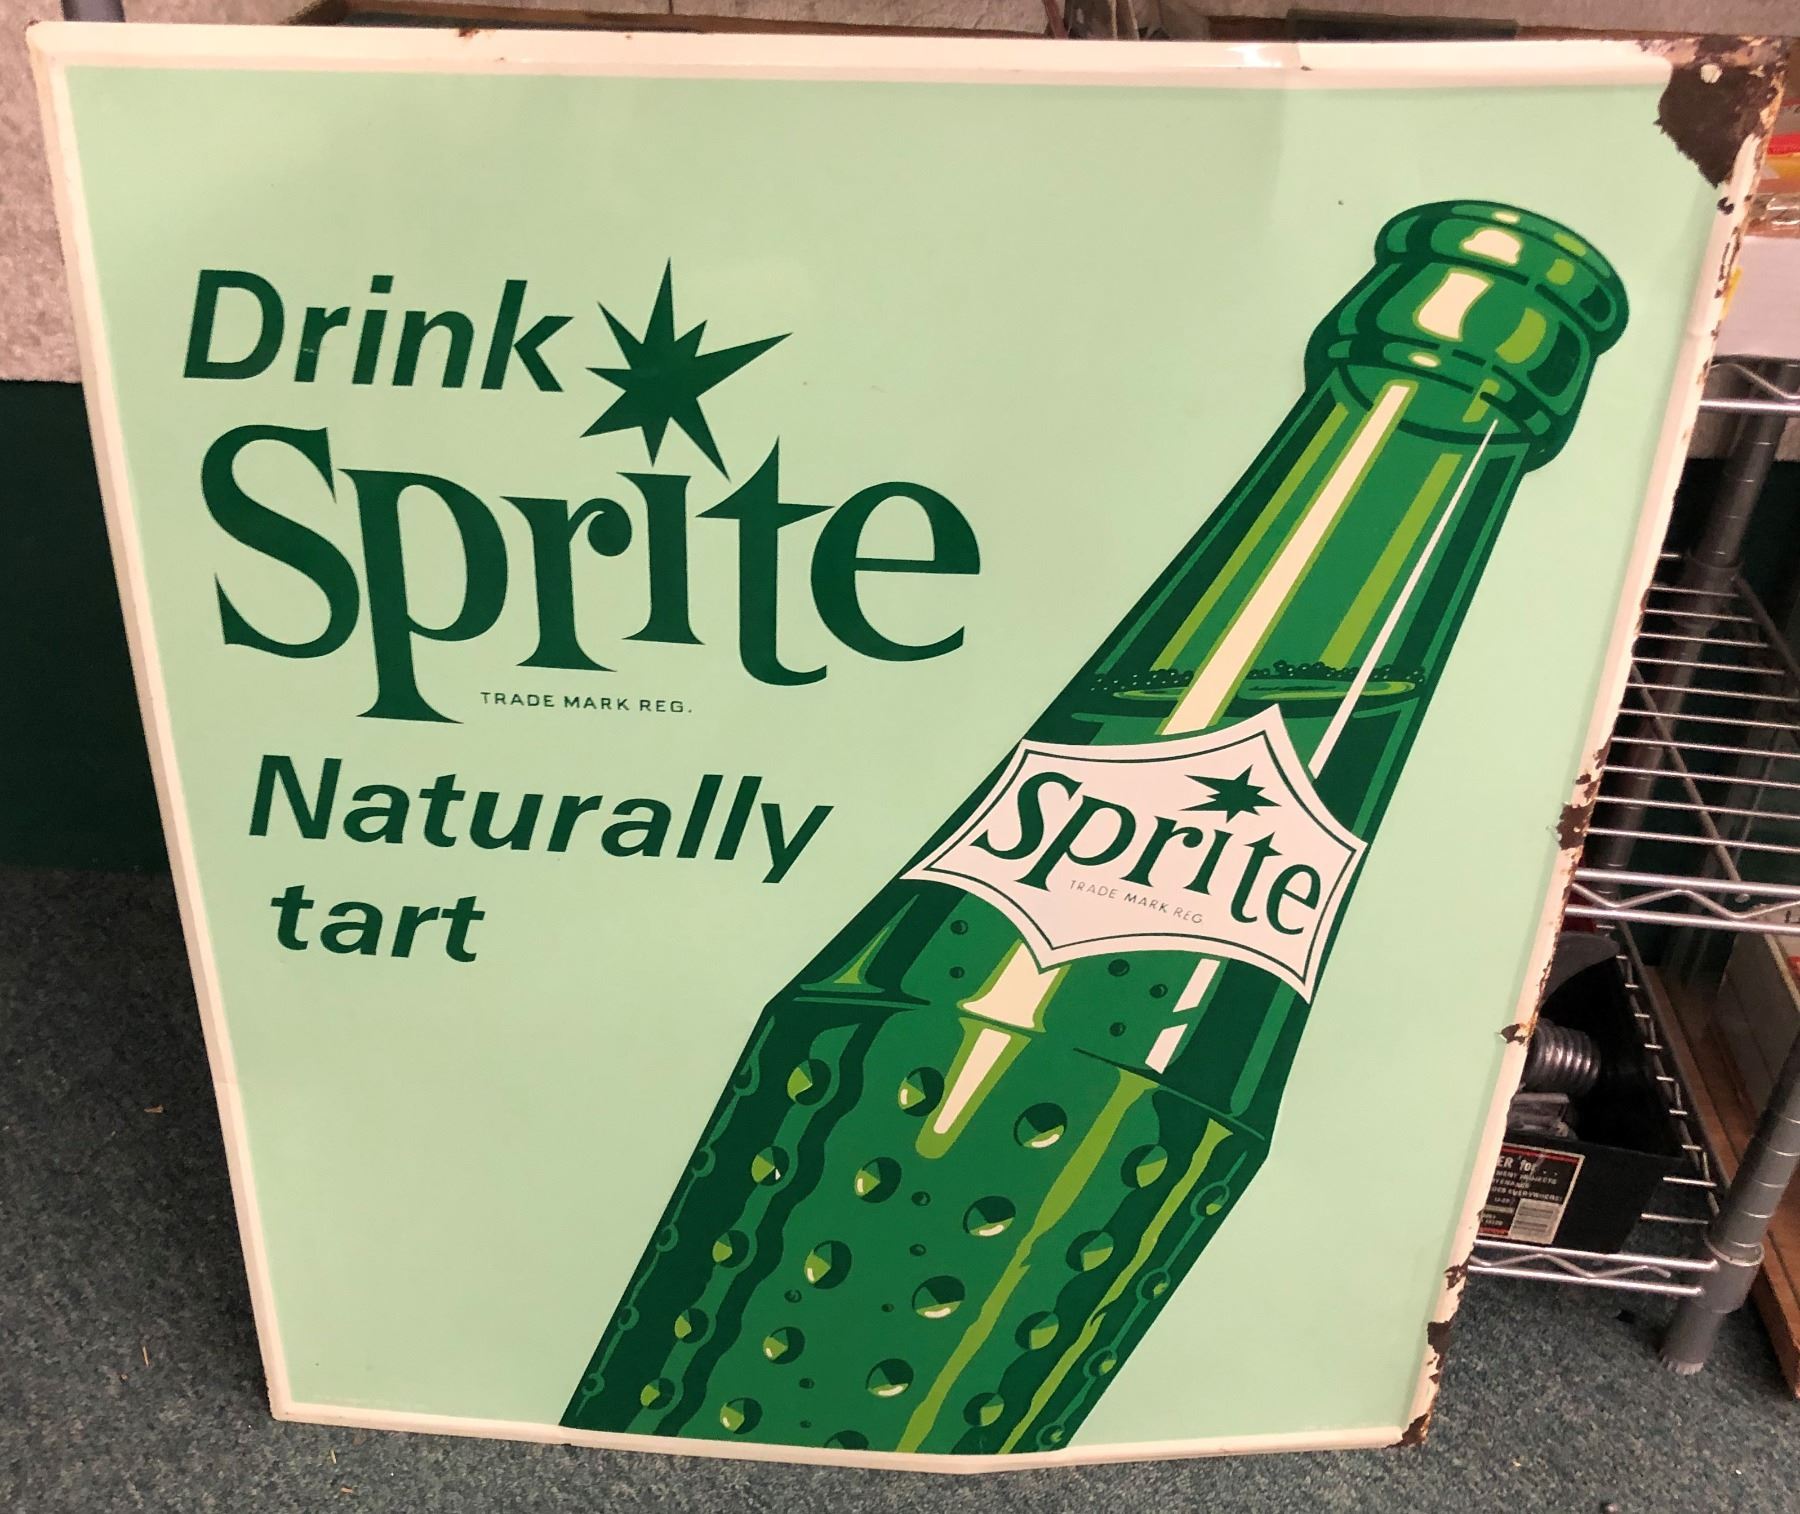 Drink
Sprite
TRADE MARK REG.
Naturally
tart
Sprite
TRADE MARK REG